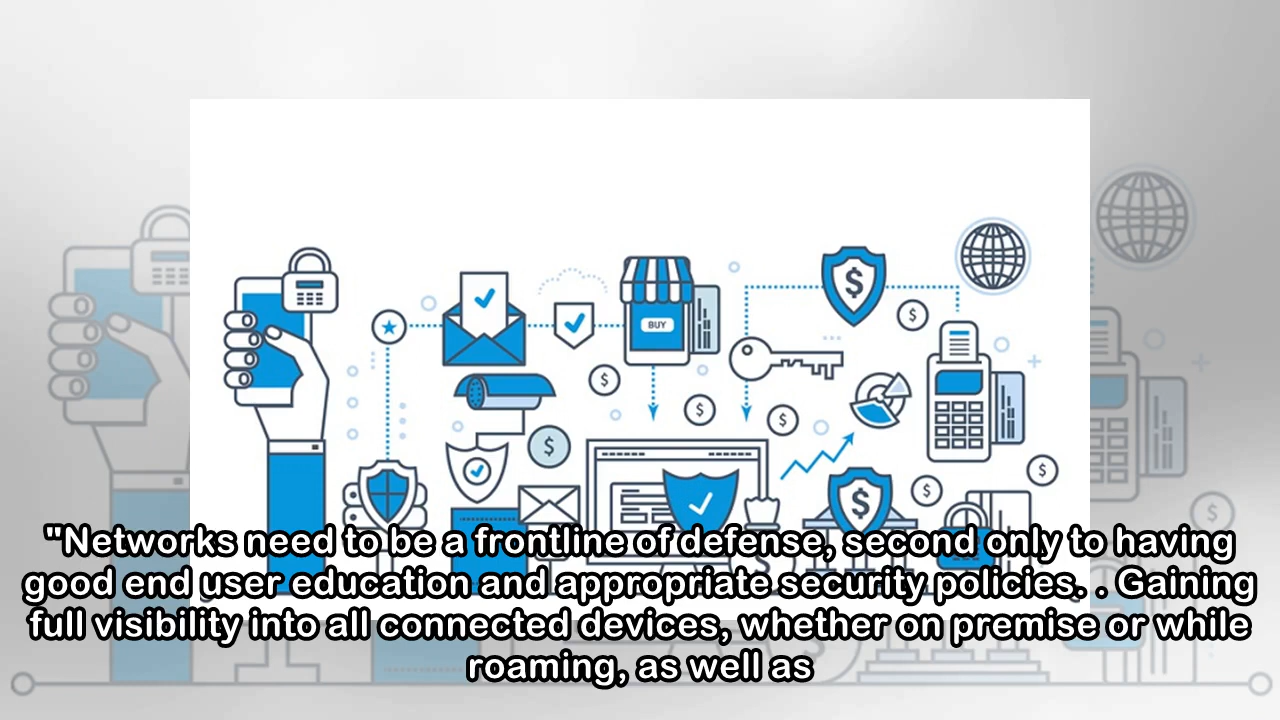 BUY
"Networks need to be a frontline of defense, second only to having
good end user education and appropriate security policies. . Gaining
full visibility into all connected devices, whether on premise or while
roaming, as well as